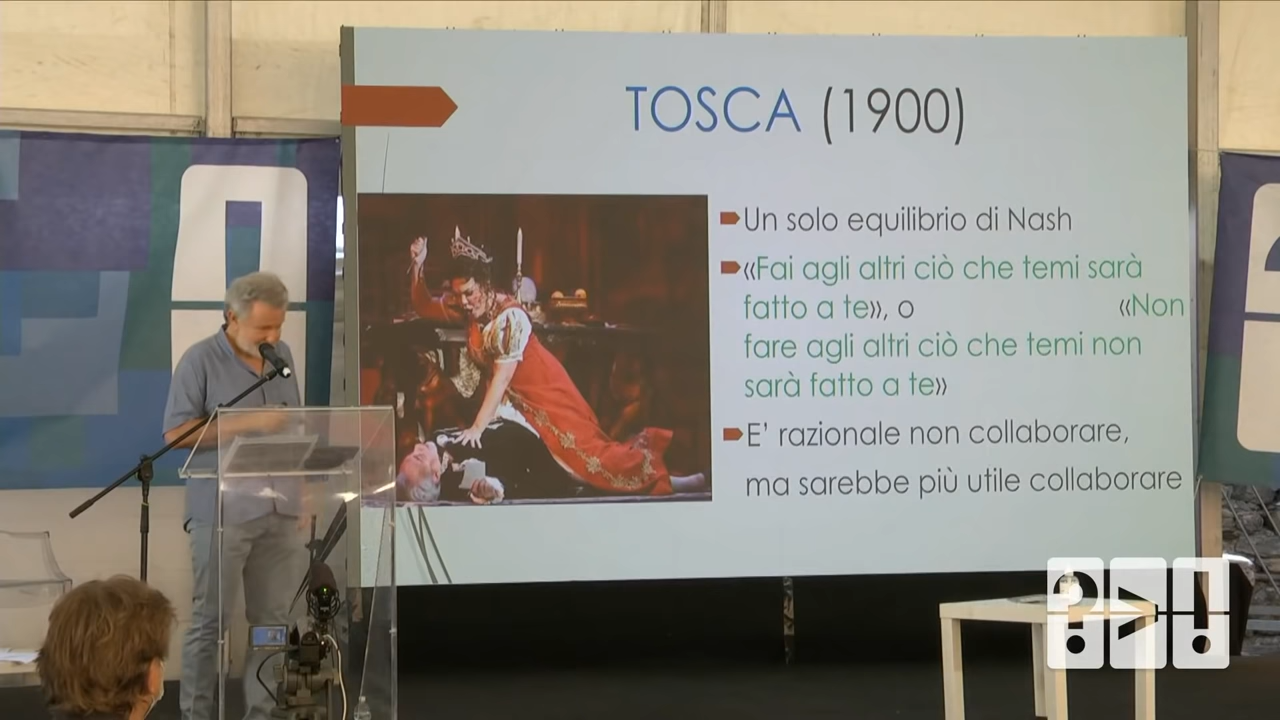 TOSCA (1900)
Un solo equilibrio di Nash
«Fai agli altri ciò che temi sarà
fatto a te», o «Non
fare agli altri ciò che temi non
sarà fatto a te»
E' razionale non collaborare,
ma sarebbe più utile collaborare